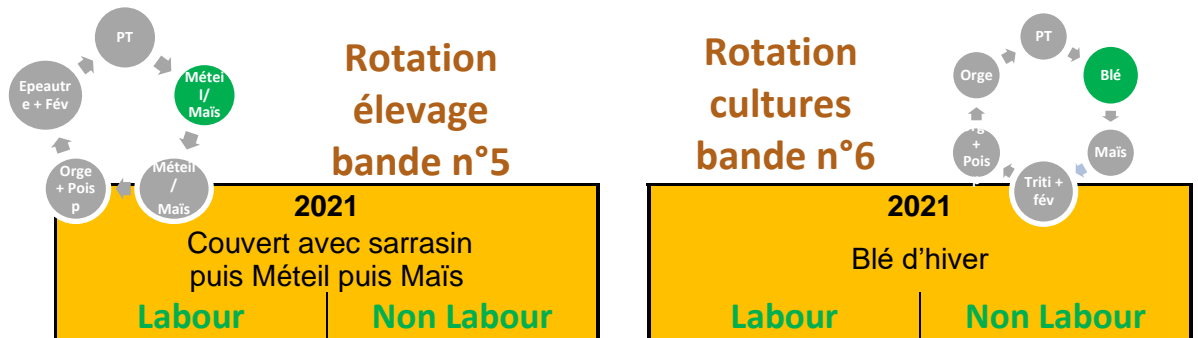 PT
Métei
l/
Maïs
Méteil
/
Maïs
Orge
+ Pois
p
Epeautr
e + Fév
Rotation
élevage
bande n°5
2021
Couvert avec sarrasin
puis Méteil puis Maïs
Labour
Non Labour
Rotation
cultures
bande n°6
PT
Blé
Maïs
Triti +
fév
+
Pois
Orge
2021
Blé d'hiver
Labour
Non Labour